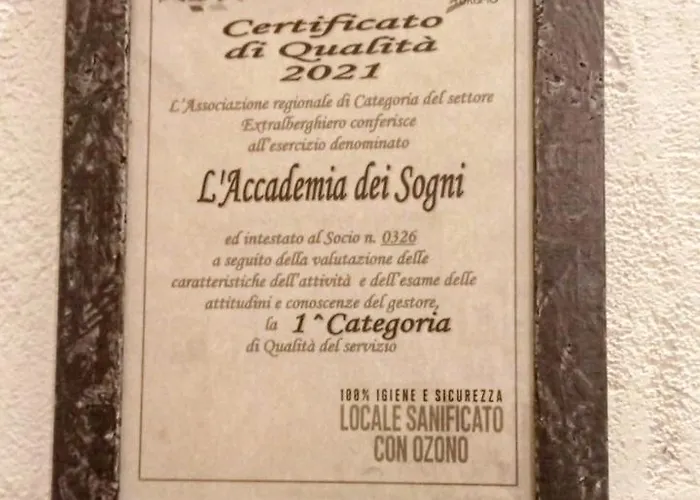 Certificato
di Qualità
2021
L'Associazione regionale di Categoria del settore
Extralberghiero conferisce
all'esercizio denominato
L'Accademia dei Sogni
ed intestato al Socio n. 0326
a seguito della valutazione delle
caratteristiche dell'attività e dell'esame delle
attitudini e conoscenze del gestore,
la 1^Categoria
di Qualità del servizio
100% IGIENE E SICUREZZA
LOCALE SANIFICATO
CON OZONO